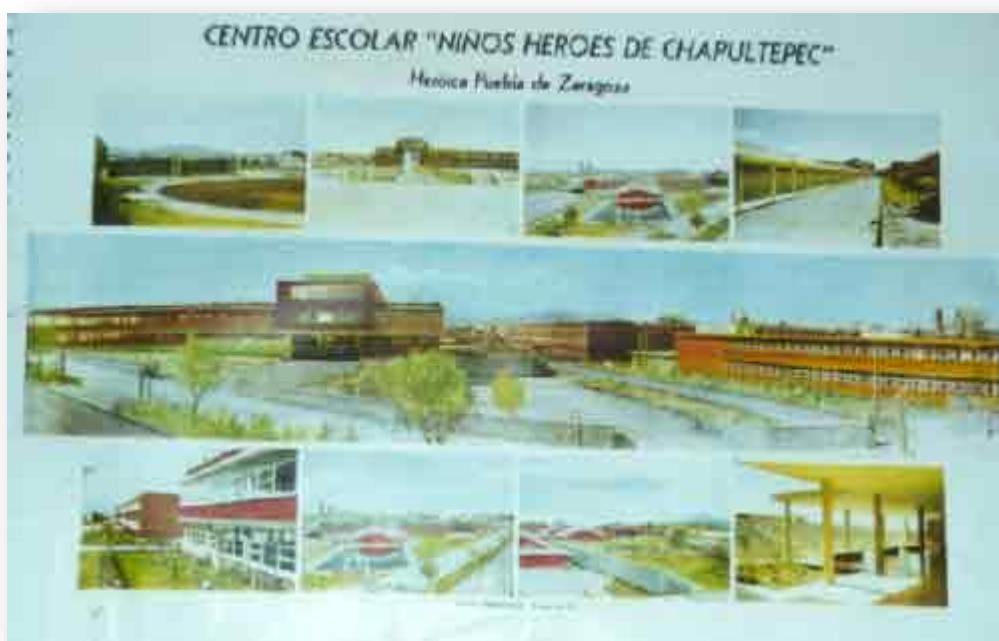 CENTRO ESCOLAR "NIÑOS HEROES DE CHAPULTEPEC"
Heroica Puebla de Zaragoza